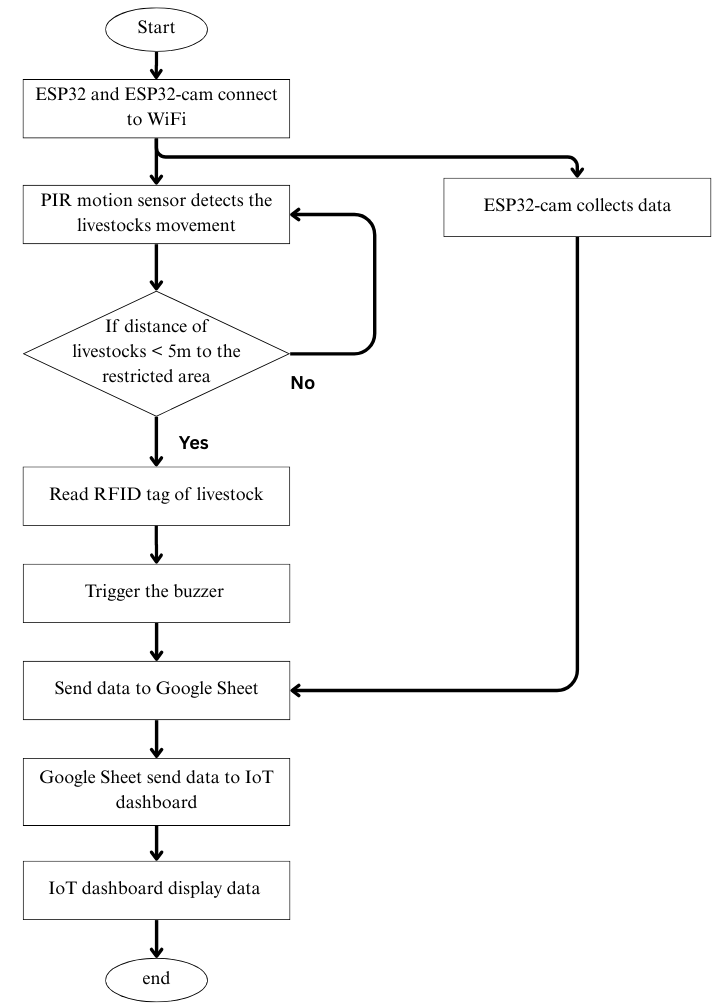 Start
ESP32 and ESP32-cam connect
to WiFi
PIR motion sensor detects the
livestocks movement
ESP32-cam collects data
If distance of
livestocks < 5m to the
restricted area
No
Yes
Read RFID tag of livestock
Trigger the buzzer
Send data to Google Sheet
Google Sheet send data to IoT
dashboard
IoT dashboard display data
end